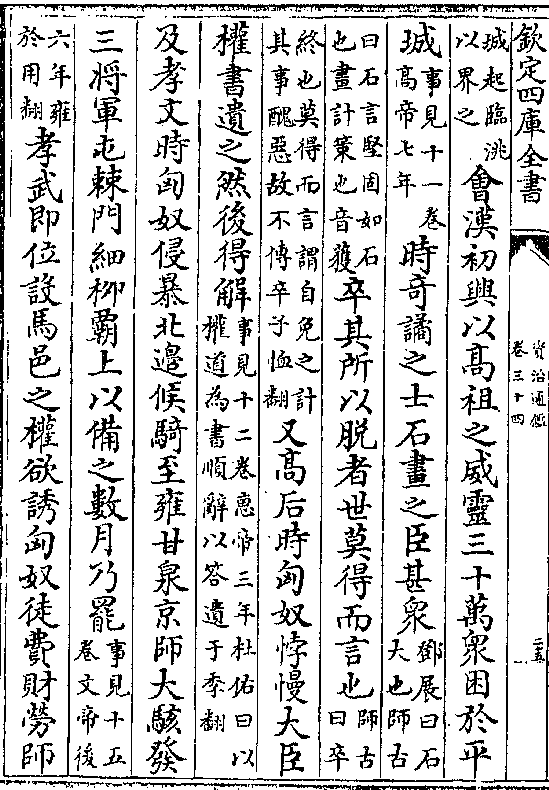 欽定四庫全書
資治通鑑
卷三十四
城起臨洮
以界之
會漢初興以高祖之威靈三十萬衆困於平
城
事見十一卷
高帝七年
時奇譎之士石畫之臣甚衆
鄧展曰石
大也師古
曰石言堅固如石
也畫計策也音獲
卒其所以脱者世莫得而言也
師古
曰卒
終也莫得而言謂自免之計
其事醜惡故不傳卒子恤翻
又高后時匈奴悖慢大臣
權書遺之然後得解
事見十二卷惠帝三年杜佑曰以
權道為書順辭以答遺于季翻
及孝文時匈奴侵暴北邊候騎至雍甘泉京師大駭發
三將軍屯棘門細柳霸上以備之數月乃罷
事見十五
卷文帝後
六年雍
於用翻
孝武即位設馬邑之權欲誘匈奴徒費財勞師